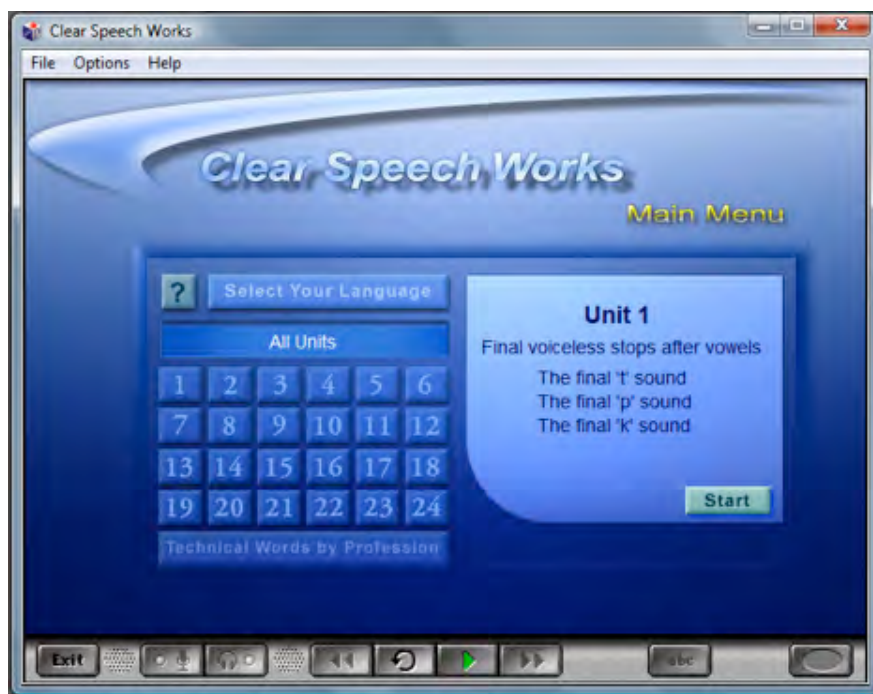 Clear Speech Works
File Options Help
Clear Speech Works
Main Menu
? Select Your Language
All Units
1 2 3 4 5 6
7 8 9 10 11 12
13 14 15 16 17 18
19 20 21 22 23 24
Technical Words by Profession
Unit 1
Final voiceless stops after vowels
The final 't' sound
The final 'p' sound
The final 'k' sound
Start
Exit
abc